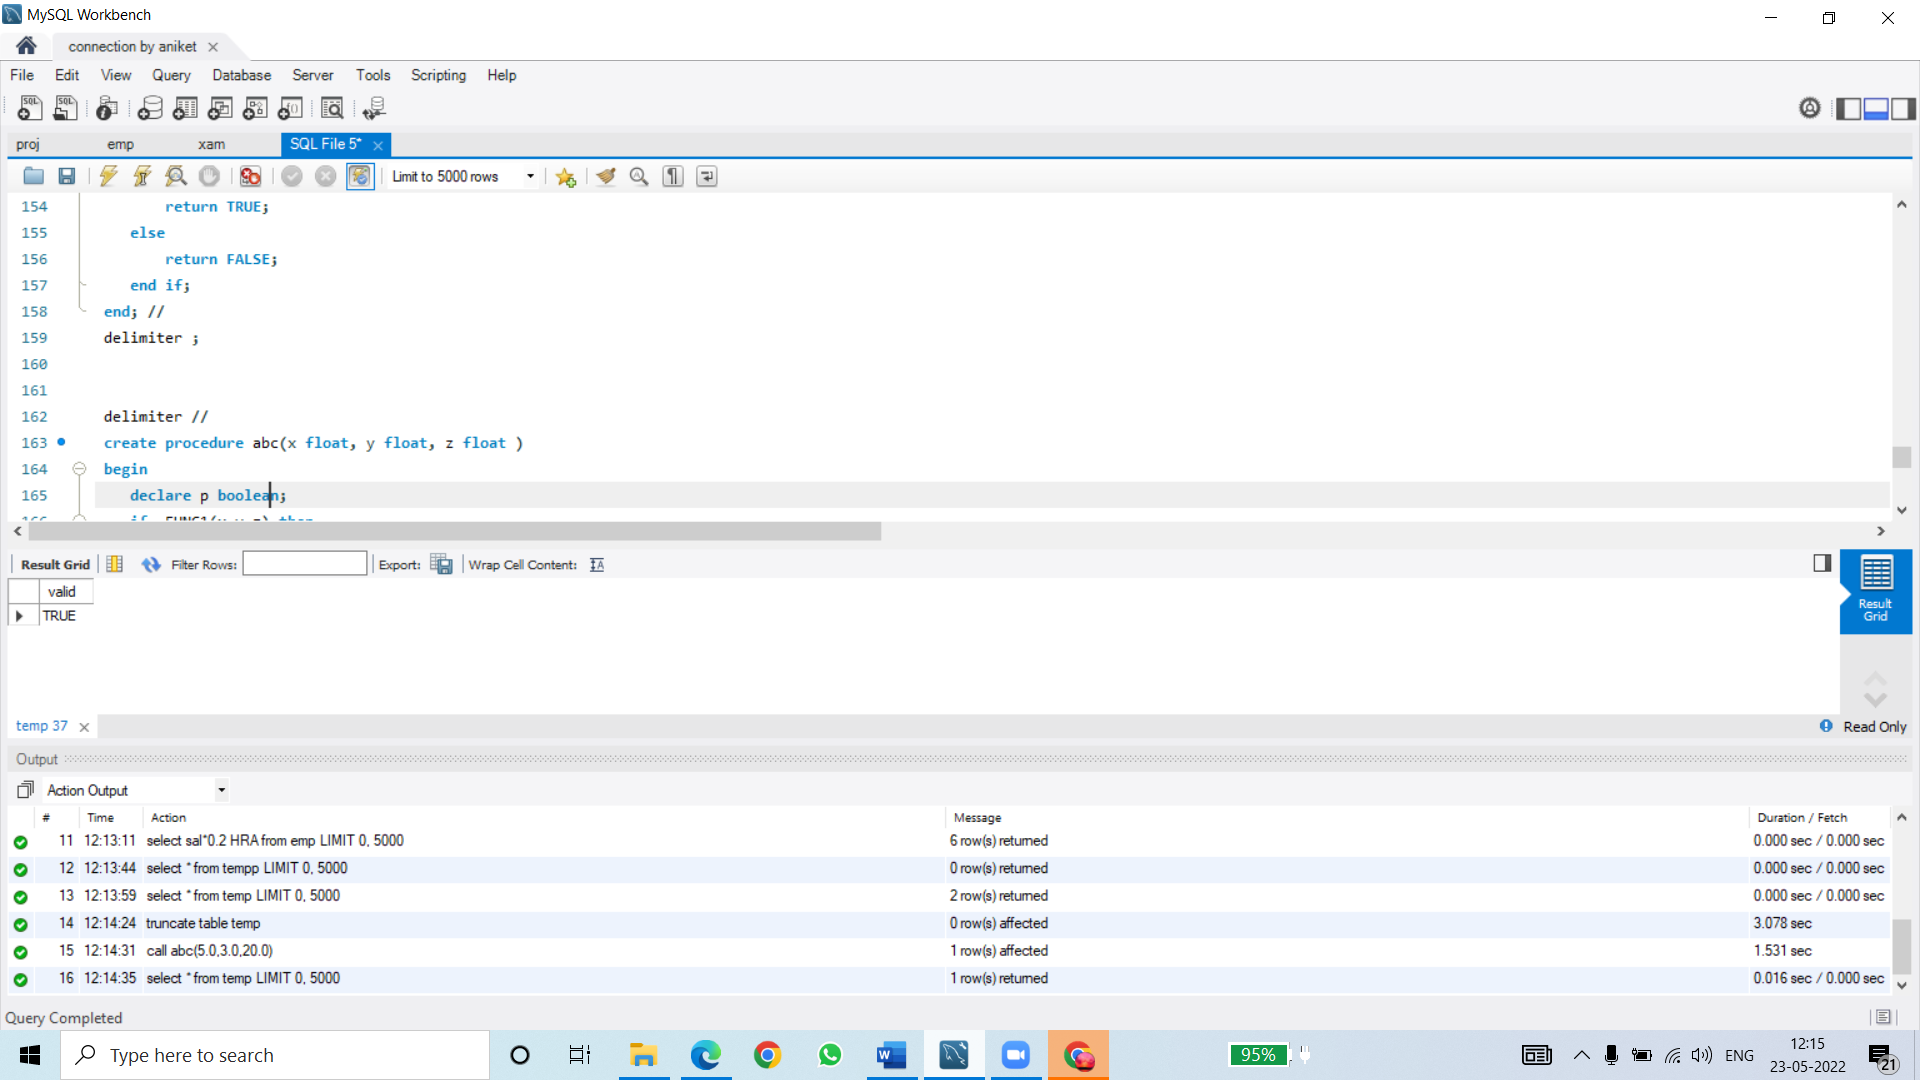 MySQL Workbench
connection by aniket
File Edit View Query Database Server Tools Scripting Help
proj emp xam SQL File 5*
Limit to 5000 rows
154 return TRUE;
155 else
156 return FALSE;
157 end if;
158 end; //
159 delimiter ;
160
161
162 delimiter //
163 create procedure abc(x float, y float, z float )
164 begin
165 declare p boolean;
Result Grid Filter Rows: Export: Wrap Cell Content:
valid
TRUE
Result
Grid
temp 37 Read Only
Output
Action Output
# Time Action Message Duration / Fetch
11 12:13:11 select sal*0.2 HRA from emp LIMIT 0, 5000 6 row(s) returned 0.000 sec / 0.000 sec
12 12:13:44 select * from tempp LIMIT 0, 5000 0 row(s) returned 0.000 sec / 0.000 sec
13 12:13:59 select * from temp LIMIT 0, 5000 2 row(s) returned 0.000 sec / 0.000 sec
14 12:14:24 truncate table temp 0 row(s) affected 3.078 sec
15 12:14:31 call abc(5.0,3.0,20.0) 1 row(s) affected 1.531 sec
16 12:14:35 select * from temp LIMIT 0, 5000 1 row(s) returned 0.016 sec / 0.000 sec
Query Completed
Type here to search
95%
ENG
12:15
23-05-2022
21